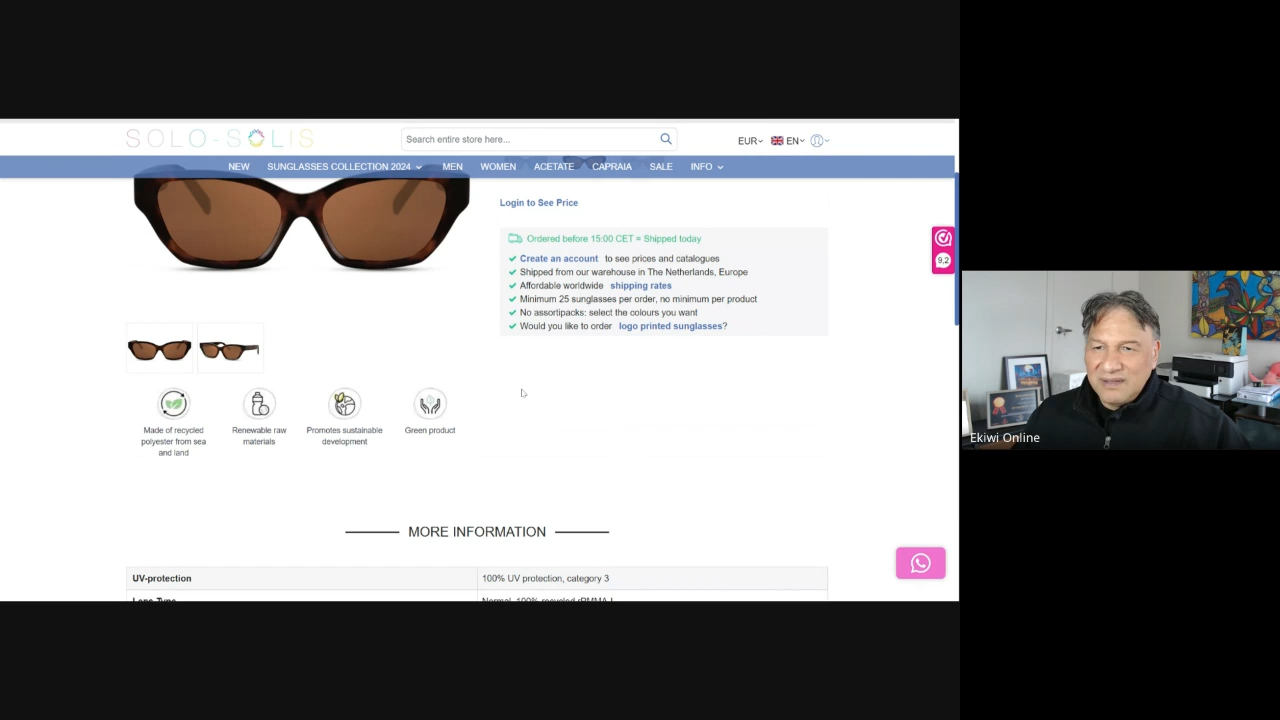 SOLO-SOLIS
Search entire store here...
EUR
EN
NEW
SUNGLASSES COLLECTION 2024
MEN
WOMEN
ACETATE
CAPRAIA
SALE
INFO
Login to See Price
Ordered before 15:00 CET = Shipped today
Create an account to see prices and catalogues
Shipped from our warehouse in The Netherlands, Europe
Affordable worldwide shipping rates
Minimum 25 sunglasses per order, no minimum per product
No assortipacks: select the colours you want
Would you like to order logo printed sunglasses?
9,2
Made of recycled
polyester from sea
and land
Renewable raw
materials
Promotes sustainable
development
Green product
MORE INFORMATION
UV-protection
100% UV protection, category 3
Lens Type
Ekiwi Online